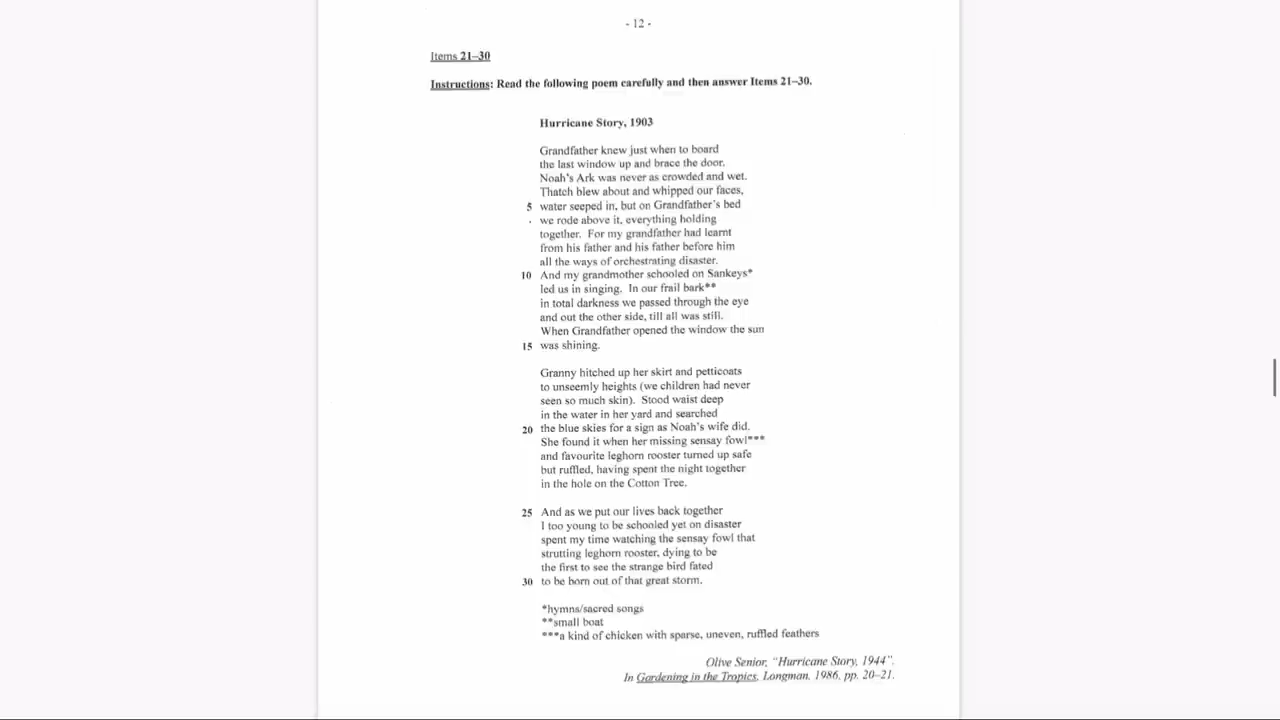 - 12 -
Items 21–30
Instructions: Read the following poem carefully and then answer Items 21–30.
Hurricane Story, 1903
Grandfather knew just when to board
the last window up and brace the door.
Noah's Ark was never as crowded and wet.
Thatch blew about and whipped our faces,
5 water seeped in, but on Grandfather's bed
we rode above it, everything holding
together. For my grandfather had learnt
from his father and his father before him
all the ways of orchestrating disaster.
10 And my grandmother schooled on Sankeys*
led us in singing. In our frail bark**
in total darkness we passed through the eye
and out the other side, till all was still.
When Grandfather opened the window the sun
15 was shining.
Granny hitched up her skirt and petticoats
to unseemly heights (we children had never
seen so much skin). Stood waist deep
in the water in her yard and searched
20 the blue skies for a sign as Noah's wife did.
She found it when her missing sensay fowl***
and favourite leghorn rooster turned up safe
but ruffled, having spent the night together
in the hole on the Cotton Tree.
25 And as we put our lives back together
I too young to be schooled yet on disaster
spent my time watching the sensay fowl that
strutting leghorn rooster, dying to be
the first to see the strange bird fated
30 to be born out of that great storm.
*hymns/sacred songs
**small boat
***a kind of chicken with sparse, uneven, ruffled feathers
Olive Senior, "Hurricane Story, 1944".
In Gardening in the Tropics, Longman, 1986, pp. 20–21.